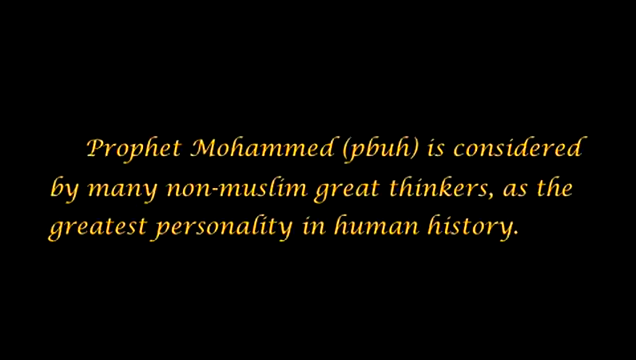 Prophet Mohammed (pbuh) is considered
by many non-muslim great thinkers, as the
greatest personality in human history.